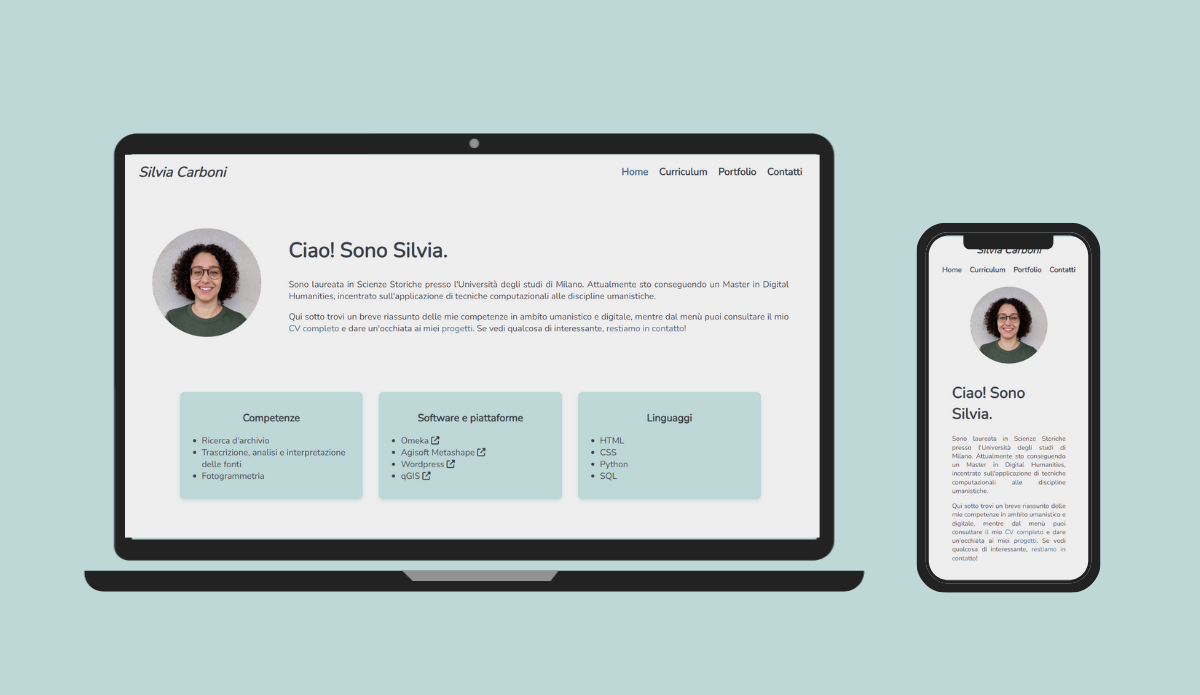 Silvia Carboni
Home Curriculum Portfolio Contatti
Ciao! Sono Silvia.
Sono laureata in Scienze Storiche presso l'Università degli studi di Milano. Attualmente sto conseguendo un Master in Digital
Humanities, incentrato sull'applicazione di tecniche computazionali alle discipline umanistiche.
Qui sotto trovi un breve riassunto delle mie competenze in ambito umanistico e digitale, mentre dal menù puoi consultare il mio
CV completo e dare un'occhiata ai miei progetti. Se vedi qualcosa di interessante, restiamo in contatto!
Competenze
Ricerca d'archivio
Trascrizione, analisi e interpretazione
delle fonti
Fotogrammetria
Software e piattaforme
Omeka
Agisoft Metashape
Wordpress
qGIS
Linguaggi
HTML
CSS
Python
SQL
Silvia Carboni
Home Curriculum Portfolio Contatti
Ciao! Sono
Silvia.
Sono laureata in Scienze Storiche
presso l'Università degli studi di
Milano. Attualmente sto conseguendo
un Master in Digital Humanities,
incentrato sull'applicazione di tecniche
computazionali alle discipline
umanistiche.
Qui sotto trovi un breve riassunto delle
mie competenze in ambito umanistico e
digitale, mentre dal menù puoi
consultare il mio CV completo e dare
un'occhiata ai miei progetti. Se vedi
qualcosa di interessante, restiamo in
contatto!